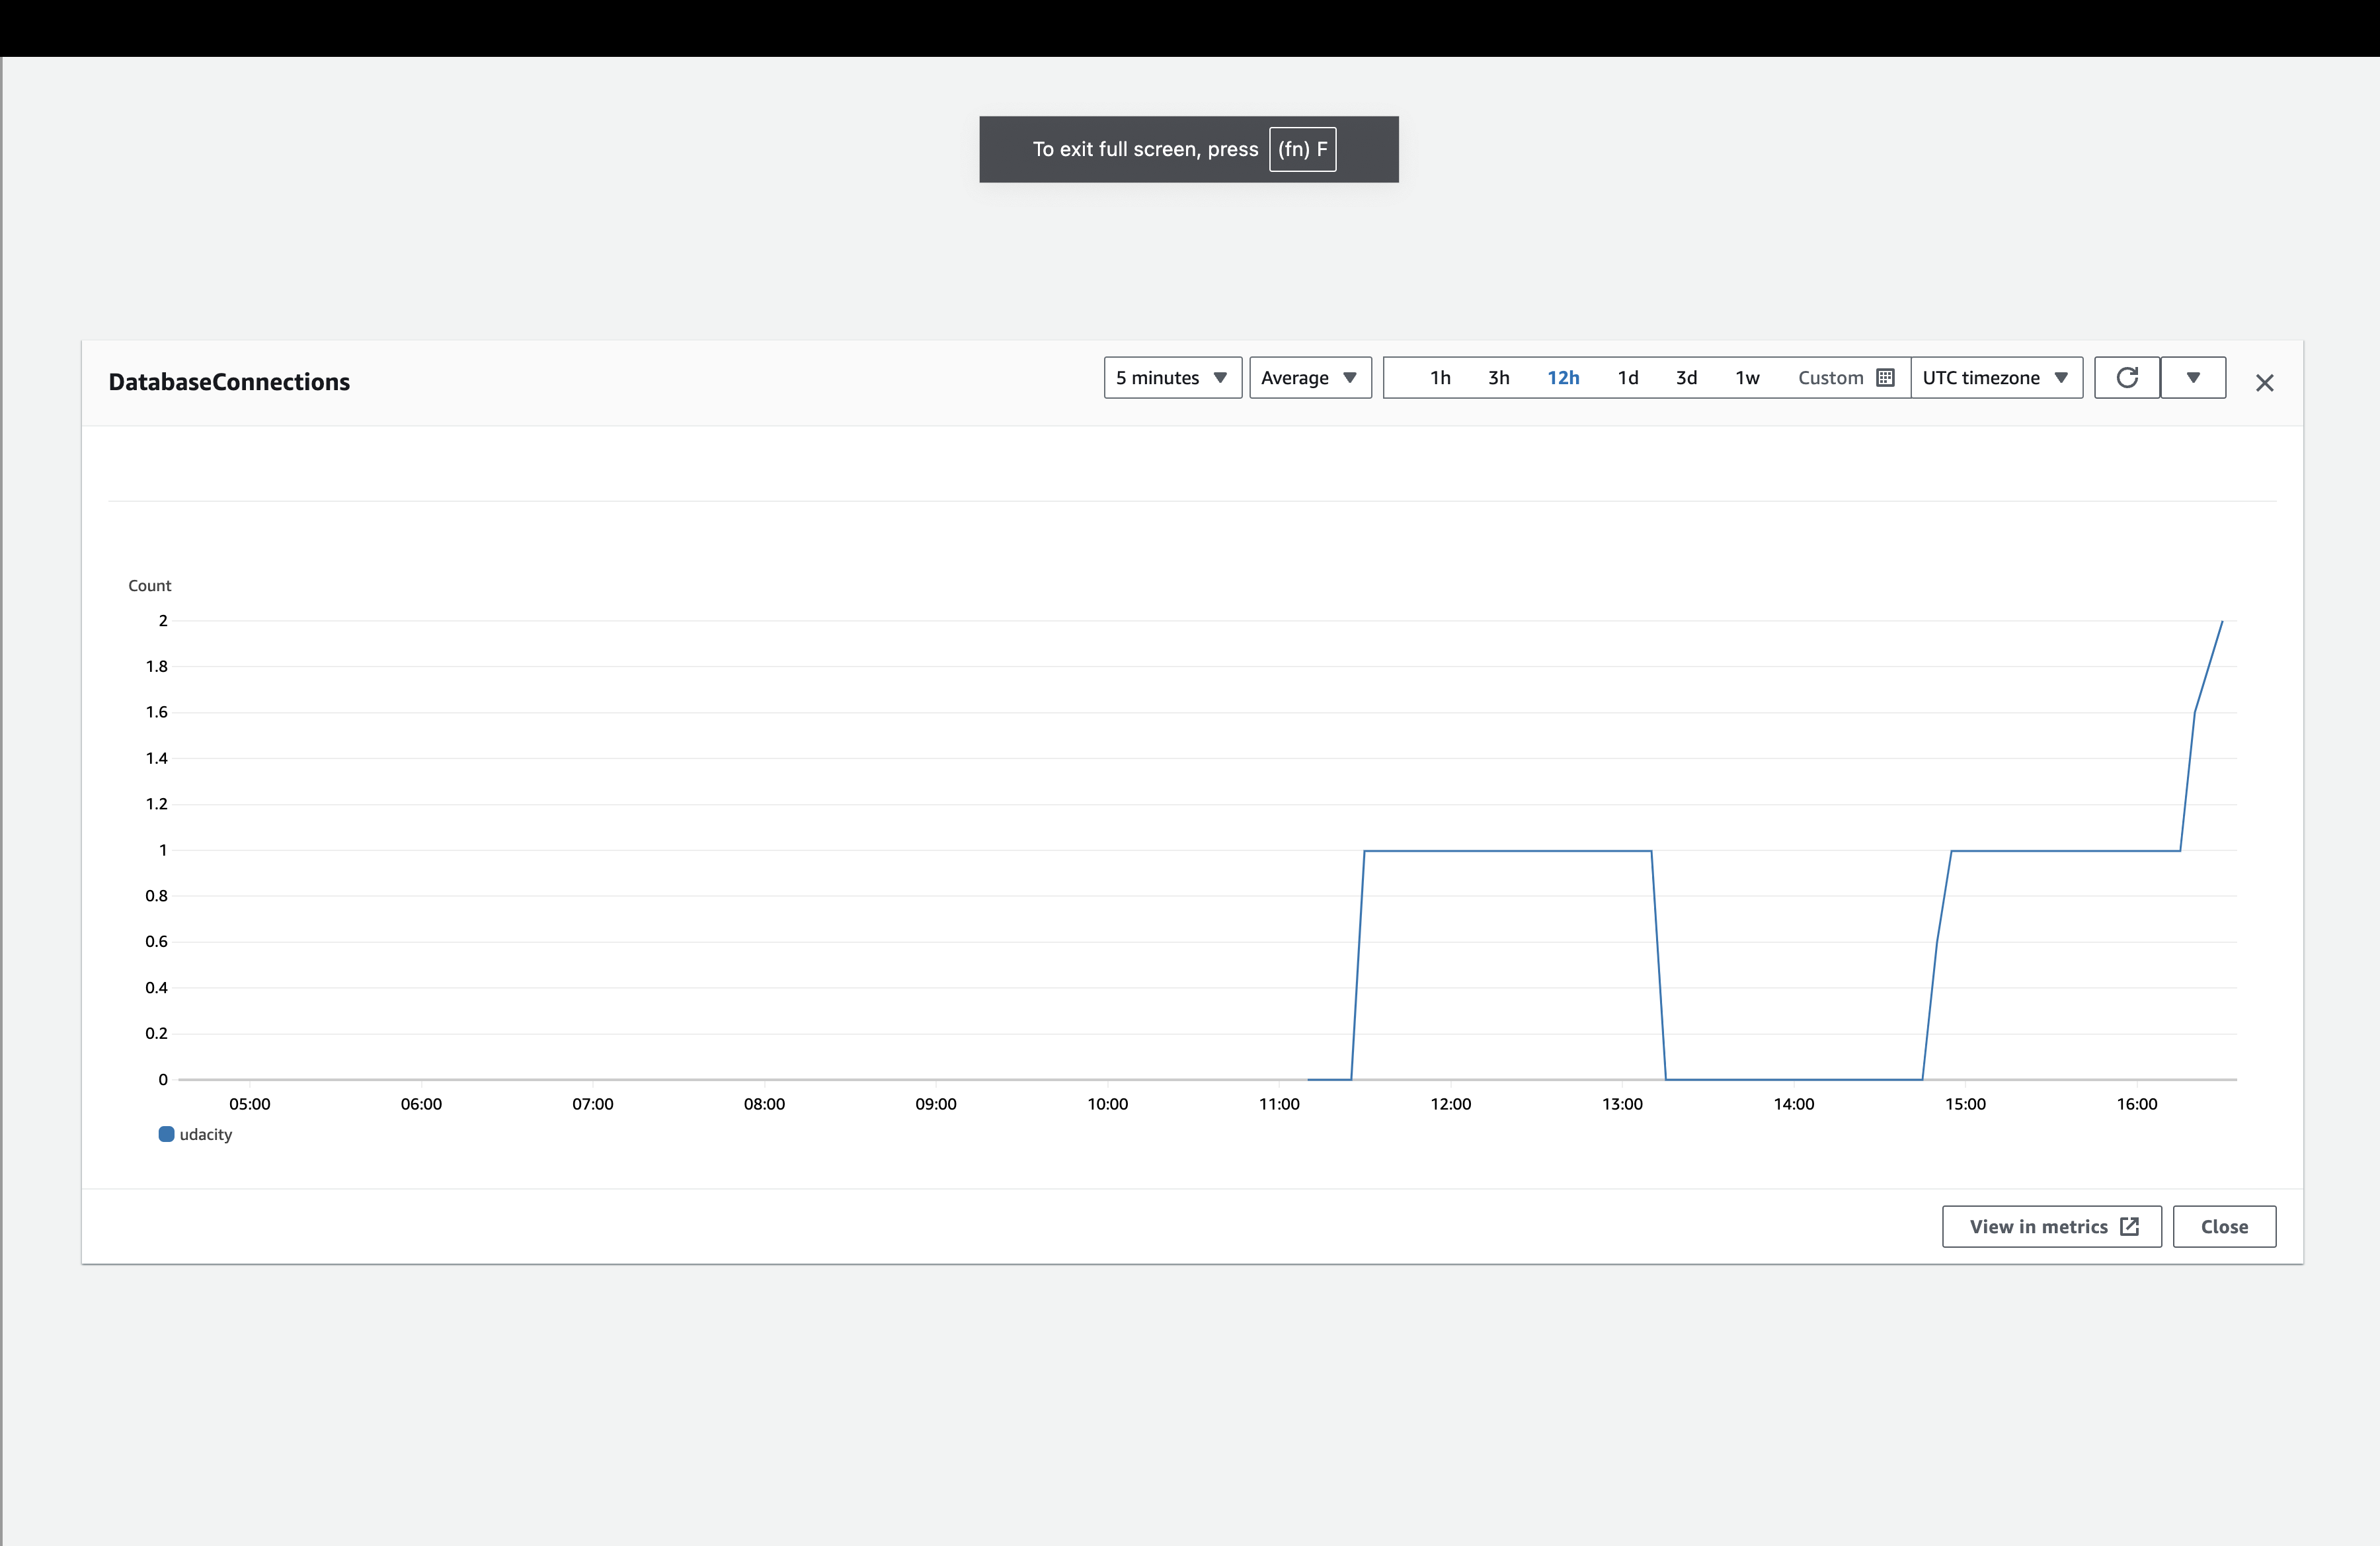 To exit full screen, press (fn) F
DatabaseConnections
5 minutes Average 1h 3h 12h 1d 3d 1w Custom UTC timezone
Count
2
1.8
1.6
1.4
1.2
1
0.8
0.6
0.4
0.2
0
05:00 06:00 07:00 08:00 09:00 10:00 11:00 12:00 13:00 14:00 15:00 16:00
udacity
View in metrics Close